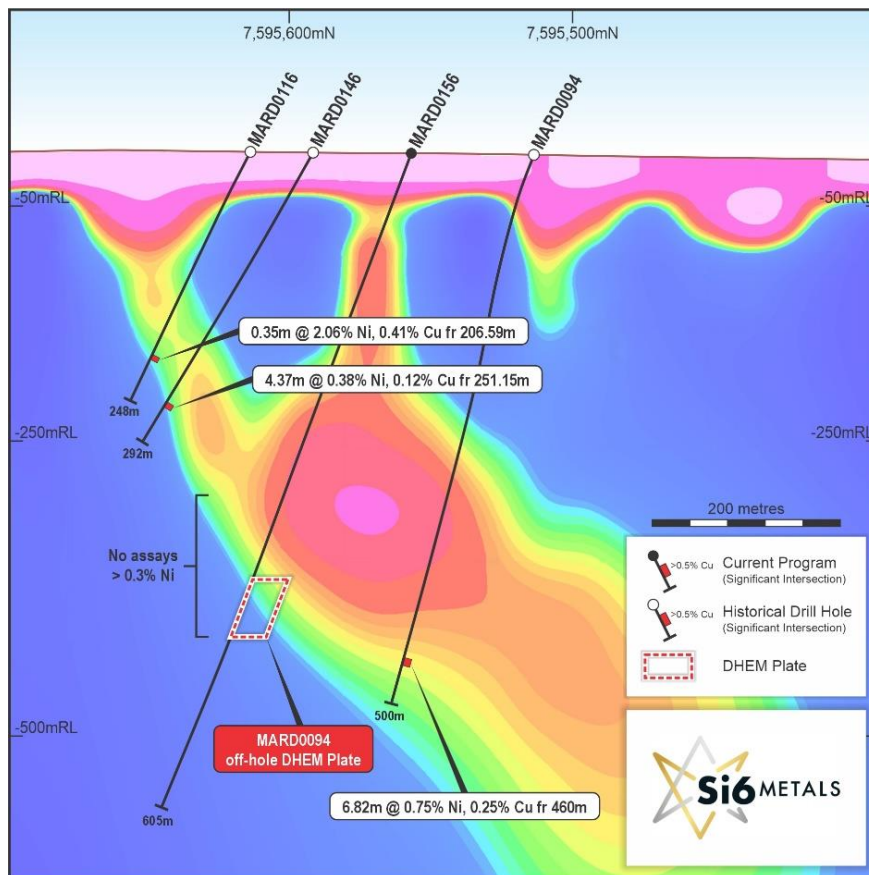 7,595,600mN
7,595,500mN
MARD0116
MARD0146
MARD0156
MARD0094
-50mRL
-50mRL
0.35m @ 2.06% Ni, 0.41% Cu fr 206.59m
4.37m @ 0.38% Ni, 0.12% Cu fr 251.15m
248m
292m
-250mRL
-250mRL
200 metres
No assays
> 0.3% Ni
>0.5% Cu
Current Program
(Significant Intersection)
>0.5% Cu
Historical Drill Hole
(Significant Intersection)
DHEM Plate
500m
-500mRL
-500mRL
MARD0094
off-hole DHEM Plate
6.82m @ 0.75% Ni, 0.25% Cu fr 460m
605m
Si6 METALS